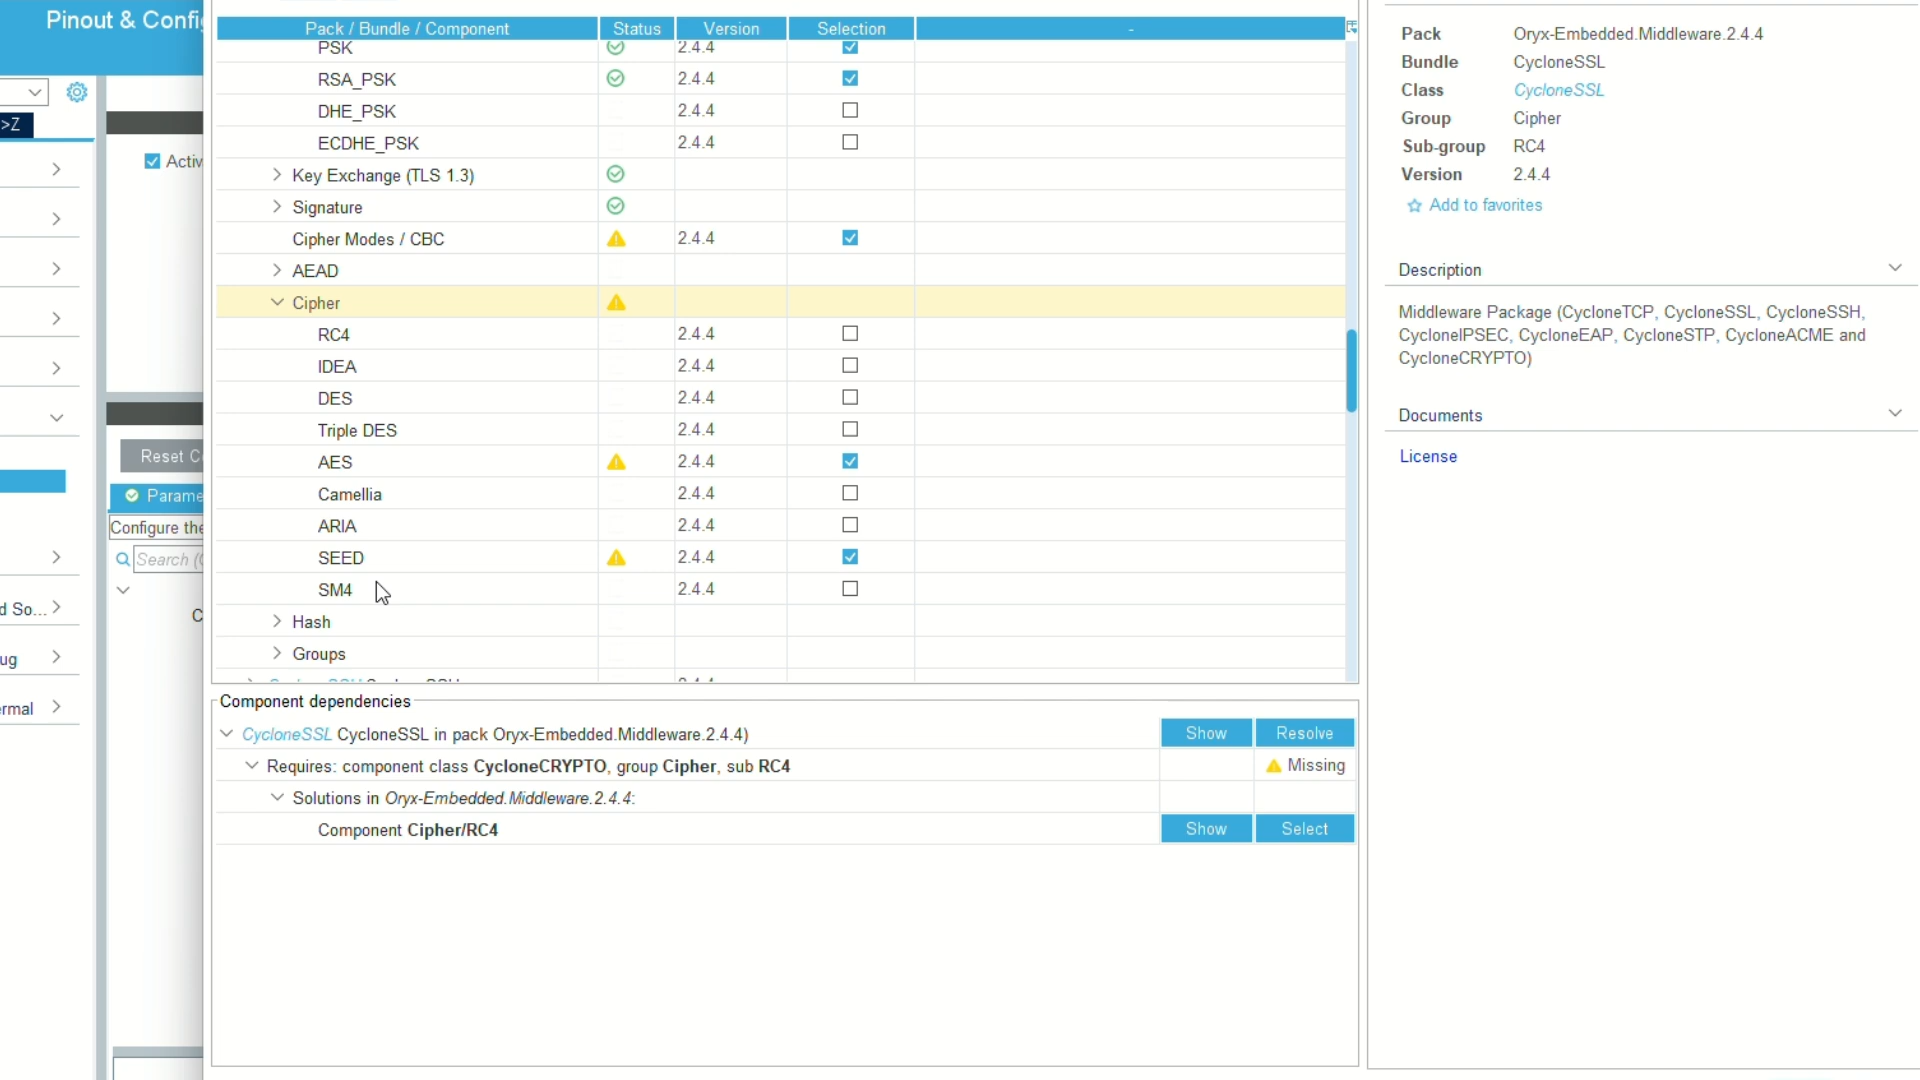 Pinout & Config
>Z
Activ
Reset C
Parame
Configure the
Search (C
C
d So...
ug
ermal
Pack / Bundle / Component Status Version Selection -
PSK 2.4.4
RSA_PSK 2.4.4
DHE_PSK 2.4.4
ECDHE_PSK 2.4.4
Key Exchange (TLS 1.3)
Signature
Cipher Modes / CBC 2.4.4
AEAD
Cipher
RC4 2.4.4
IDEA 2.4.4
DES 2.4.4
Triple DES 2.4.4
AES 2.4.4
Camellia 2.4.4
ARIA 2.4.4
SEED 2.4.4
SM4 2.4.4
Hash
Groups
Component dependencies
CycloneSSL CycloneSSL in pack Oryx-Embedded.Middleware.2.4.4) Show Resolve
Requires: component class CycloneCRYPTO, group Cipher, sub RC4 Missing
Solutions in Oryx-Embedded.Middleware.2.4.4:
Component Cipher/RC4 Show Select
Pack Oryx-Embedded.Middleware.2.4.4
Bundle CycloneSSL
Class CycloneSSL
Group Cipher
Sub-group RC4
Version 2.4.4
Add to favorites
Description
Middleware Package (CycloneTCP, CycloneSSL, CycloneSSH,
CycloneIPSEC, CycloneEAP, CycloneSTP, CycloneACME and
CycloneCRYPTO)
Documents
License